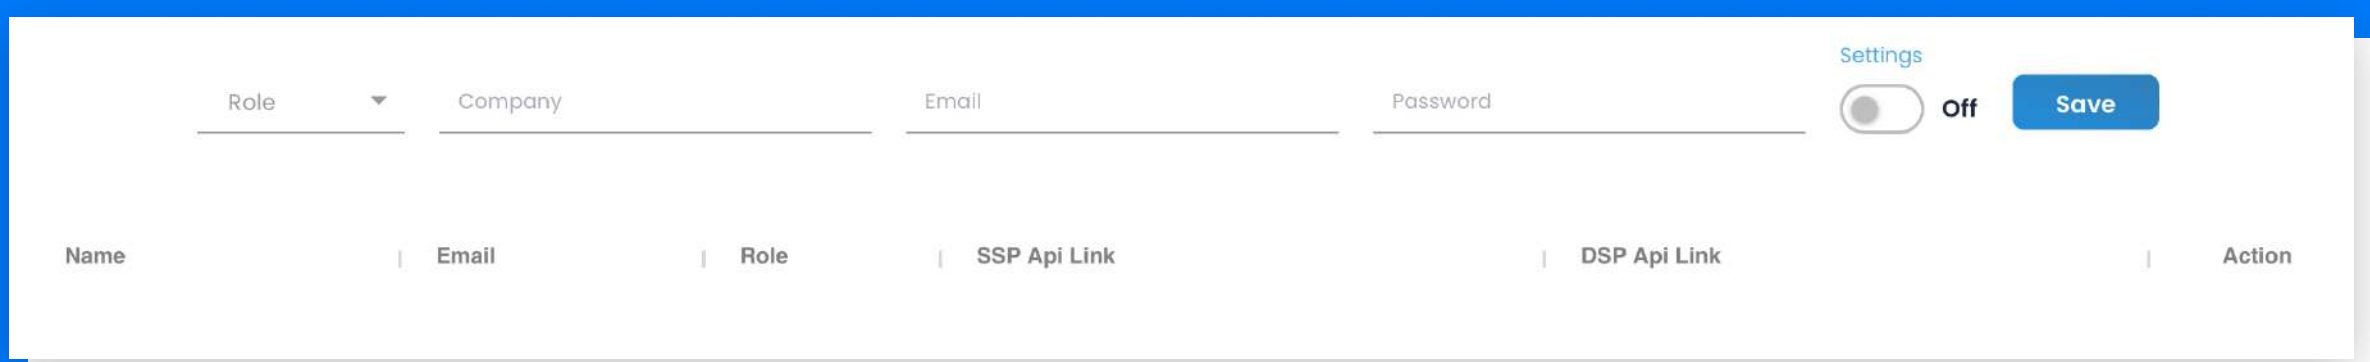 Settings
Role Company Email Password Off Save
Name Email Role SSP Api Link DSP Api Link Action